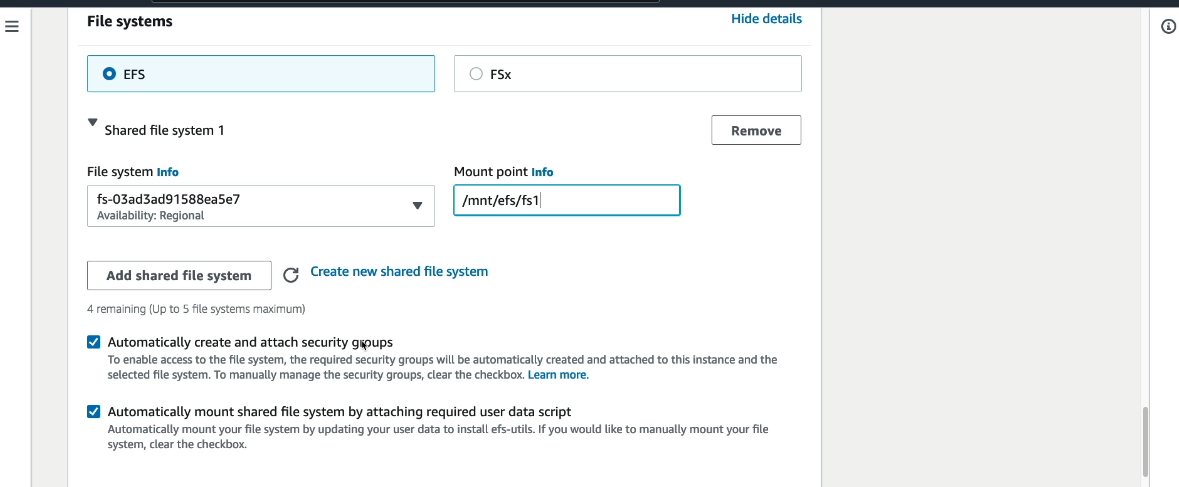 File systems
Hide details
EFS
FSx
Shared file system 1
Remove
File system Info
Mount point Info
fs-03ad3ad91588ea5e7
Availability: Regional
/mnt/efs/fs1
Add shared file system
Create new shared file system
4 remaining (Up to 5 file systems maximum)
Automatically create and attach security groups
To enable access to the file system, the required security groups will be automatically created and attached to this instance and the
selected file system. To manually manage the security groups, clear the checkbox. Learn more.
Automatically mount shared file system by attaching required user data script
Automatically mount your file system by updating your user data to install efs-utils. If you would like to manually mount your file
system, clear the checkbox.